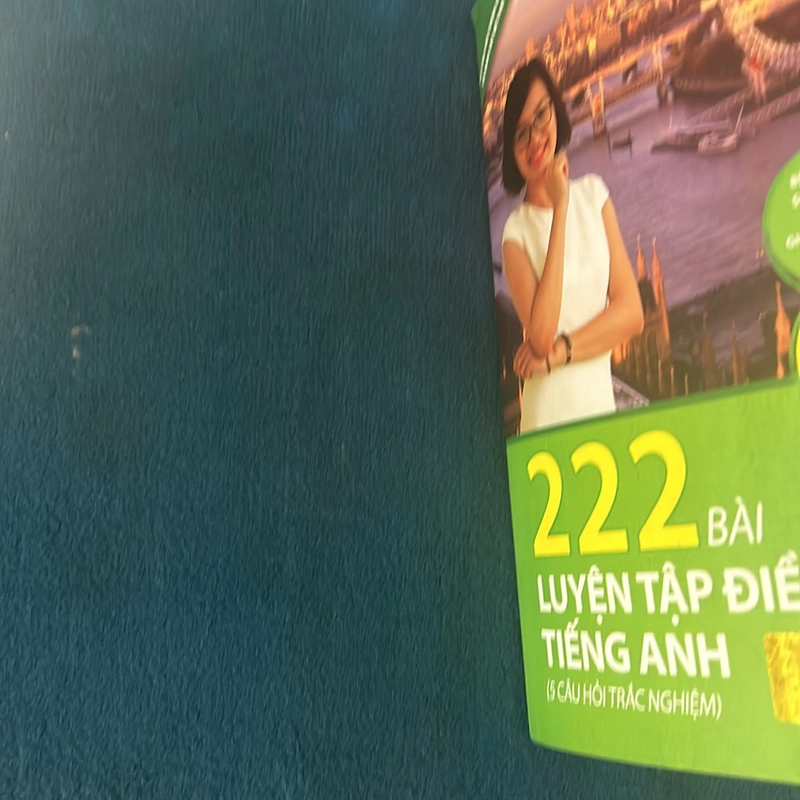 222 BÀI
LUYỆN TẬP ĐIỀ
TIẾNG ANH
(5 CÂU HỎI TRẮC NGHIỆM)